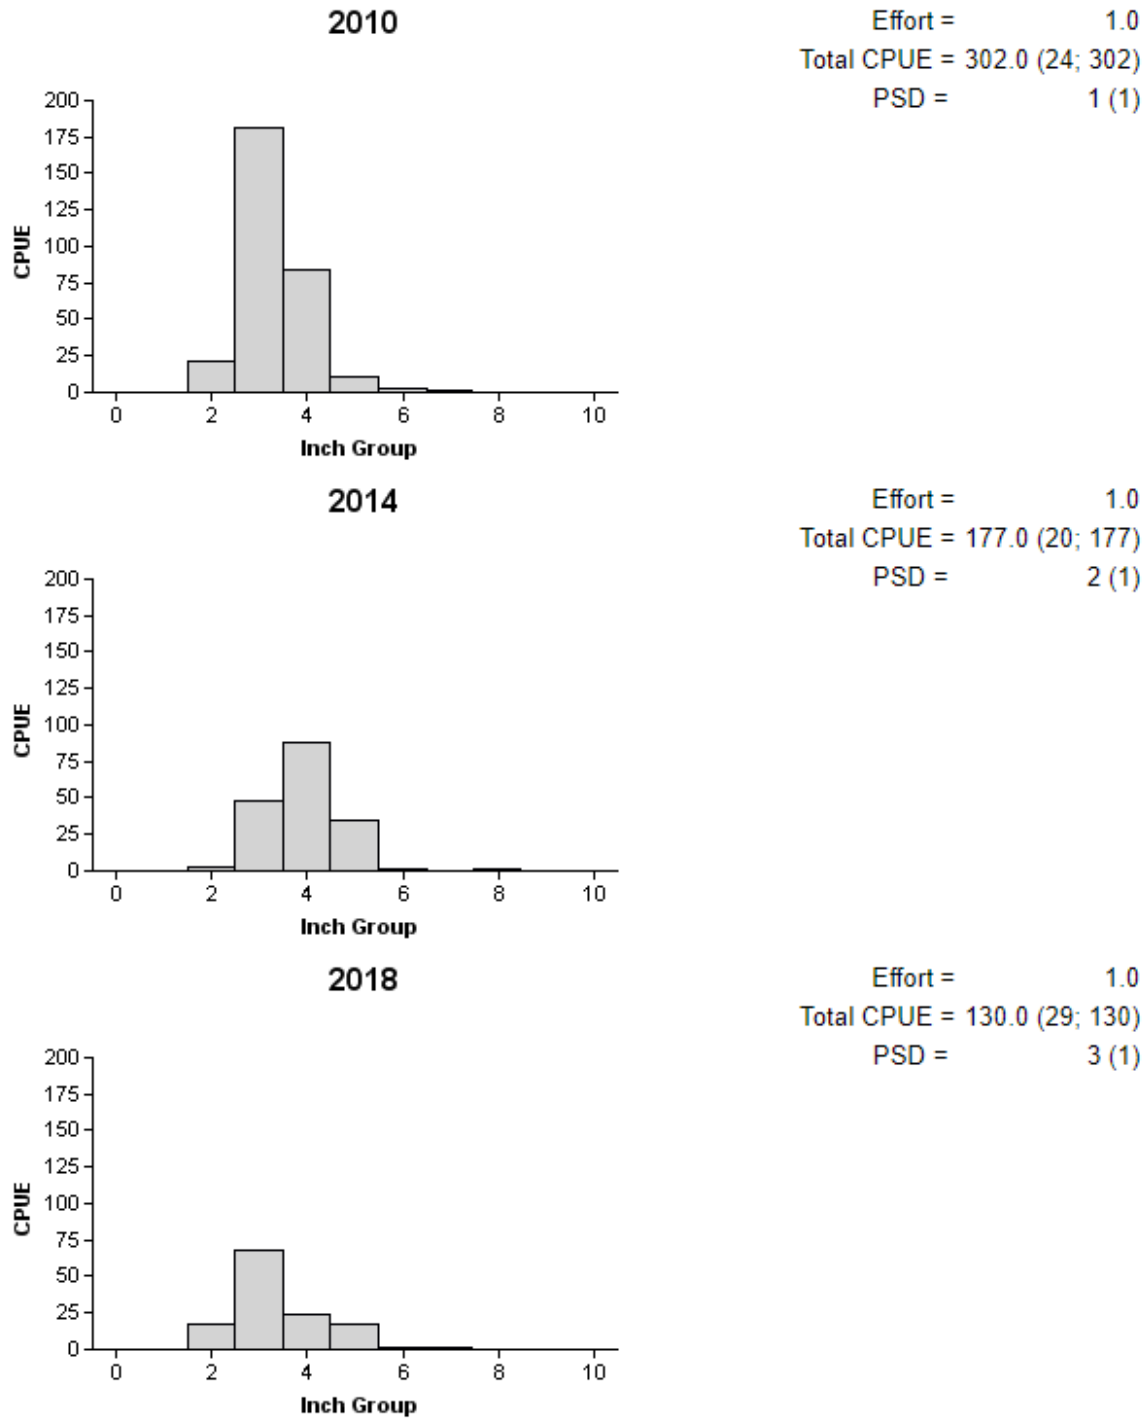 2010
Effort = 1.0
Total CPUE = 302.0 (24; 302)
PSD = 1 (1)
200
175
150
125
100
75
50
25
0
CPUE
0 2 4 6 8 10
Inch Group
2014
Effort = 1.0
Total CPUE = 177.0 (20; 177)
PSD = 2 (1)
200
175
150
125
100
75
50
25
0
CPUE
0 2 4 6 8 10
Inch Group
2018
Effort = 1.0
Total CPUE = 130.0 (29; 130)
PSD = 3 (1)
200
175
150
125
100
75
50
25
0
CPUE
0 2 4 6 8 10
Inch Group